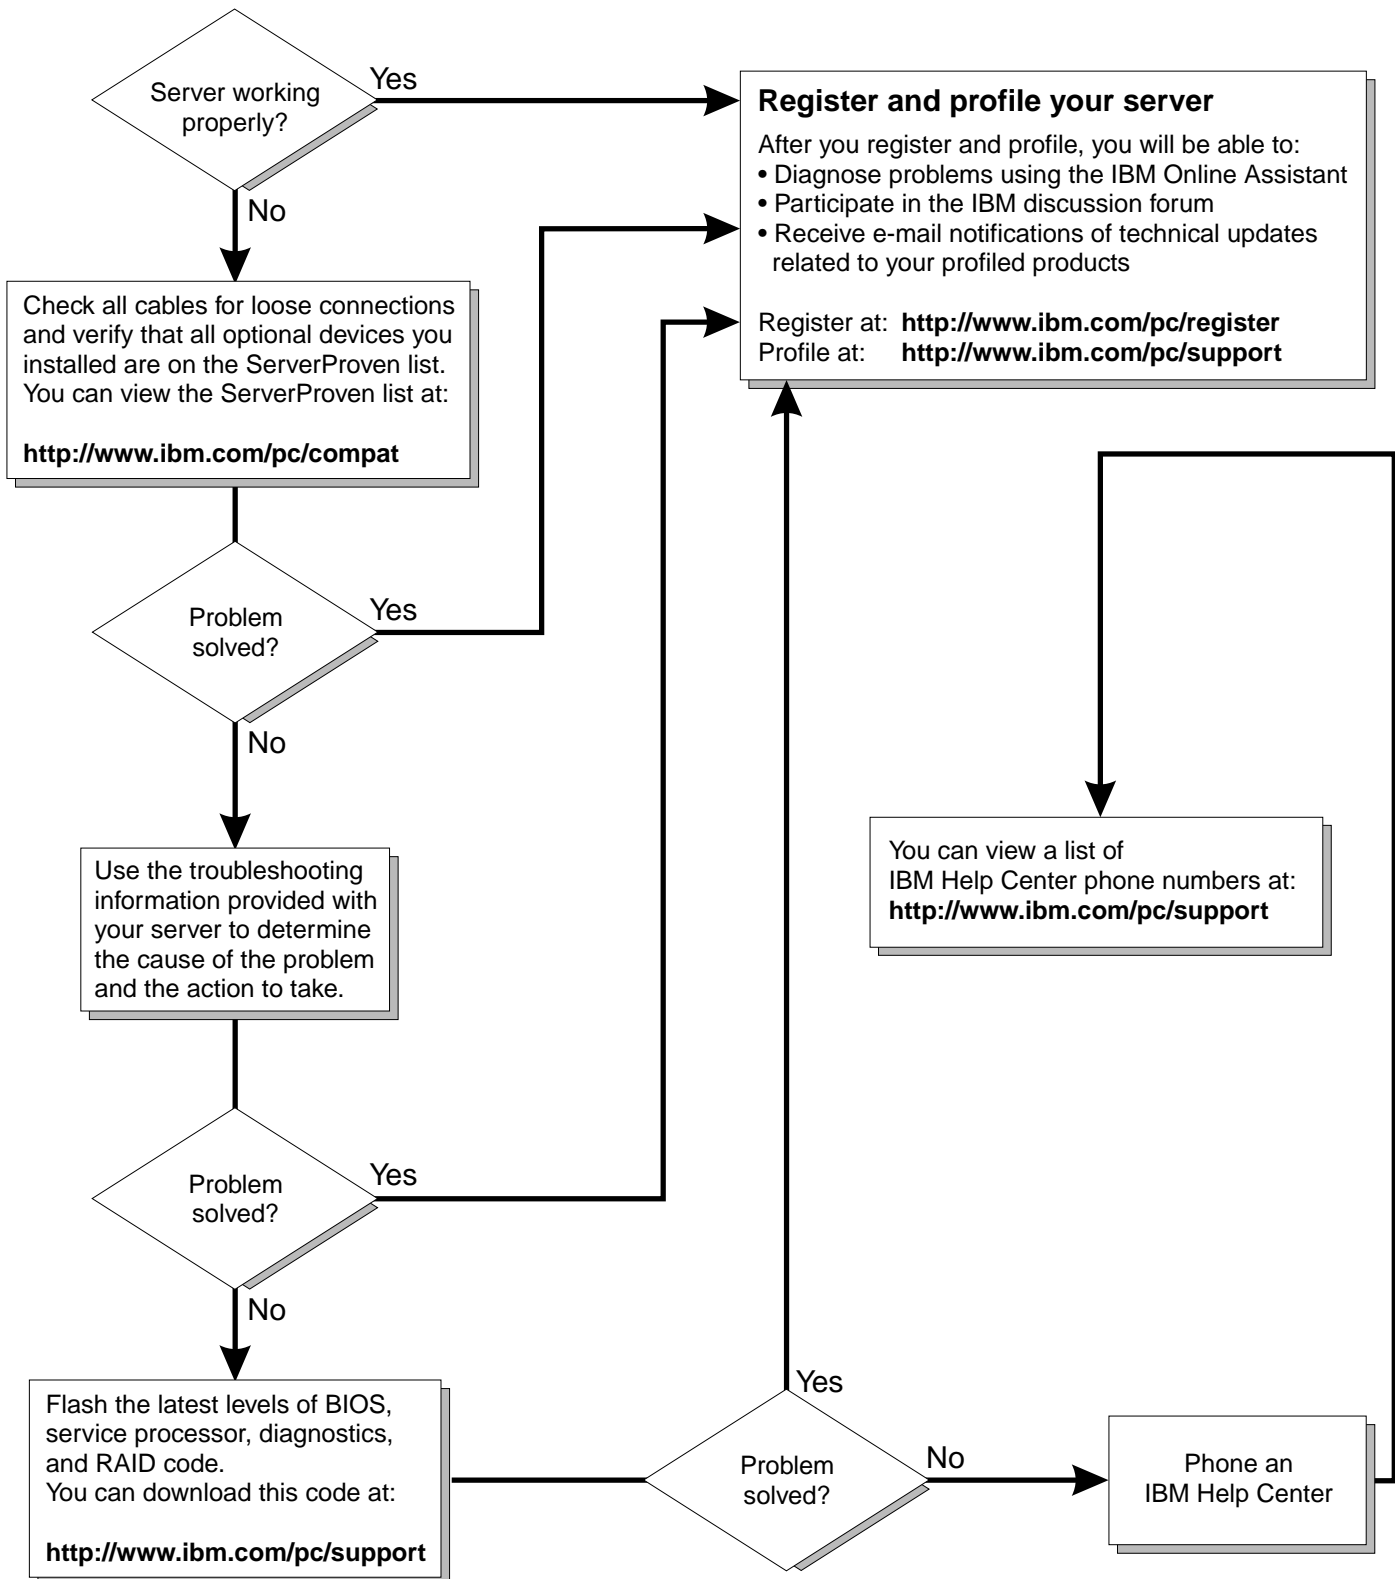 Server working
properly?
Yes
No
Register and profile your server
After you register and profile, you will be able to:
• Diagnose problems using the IBM Online Assistant
• Participate in the IBM discussion forum
• Receive e-mail notifications of technical updates
related to your profiled products
Register at: http://www.ibm.com/pc/register
Profile at: http://www.ibm.com/pc/support
Check all cables for loose connections
and verify that all optional devices you
installed are on the ServerProven list.
You can view the ServerProven list at:
http://www.ibm.com/pc/compat
Problem
solved?
Yes
No
Use the troubleshooting
information provided with
your server to determine
the cause of the problem
and the action to take.
You can view a list of
IBM Help Center phone numbers at:
http://www.ibm.com/pc/support
Problem
solved?
Yes
No
Flash the latest levels of BIOS,
service processor, diagnostics,
and RAID code.
You can download this code at:
http://www.ibm.com/pc/support
Problem
solved?
Yes
No
Phone an
IBM Help Center